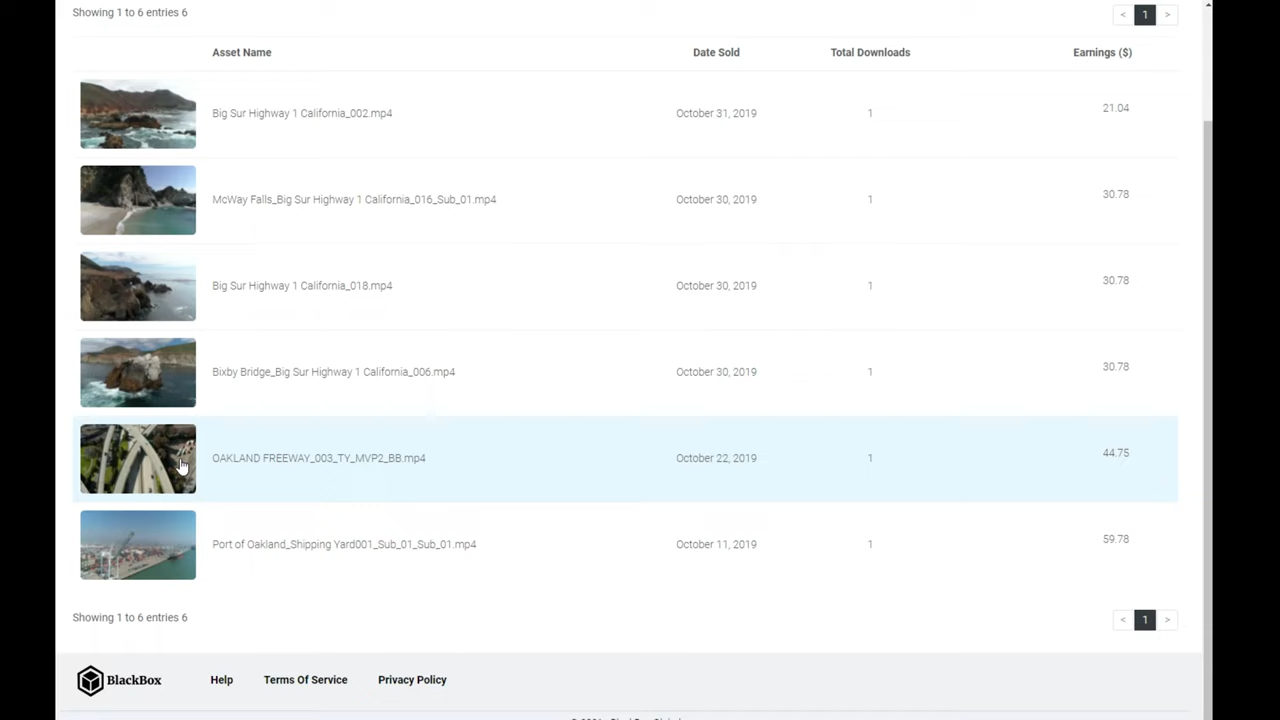 Showing 1 to 6 entries 6
< 1 >
Asset Name Date Sold Total Downloads Earnings ($)
Big Sur Highway 1 California_002.mp4 October 31, 2019 1 21.04
McWay Falls_Big Sur Highway 1 California_016_Sub_01.mp4 October 30, 2019 1 30.78
Big Sur Highway 1 California_018.mp4 October 30, 2019 1 30.78
Bixby Bridge_Big Sur Highway 1 California_006.mp4 October 30, 2019 1 30.78
OAKLAND FREEWAY_003_TY_MVP2_BB.mp4 October 22, 2019 1 44.75
Port of Oakland_Shipping Yard001_Sub_01_Sub_01.mp4 October 11, 2019 1 59.78
Showing 1 to 6 entries 6
< 1 >
BlackBox Help Terms Of Service Privacy Policy